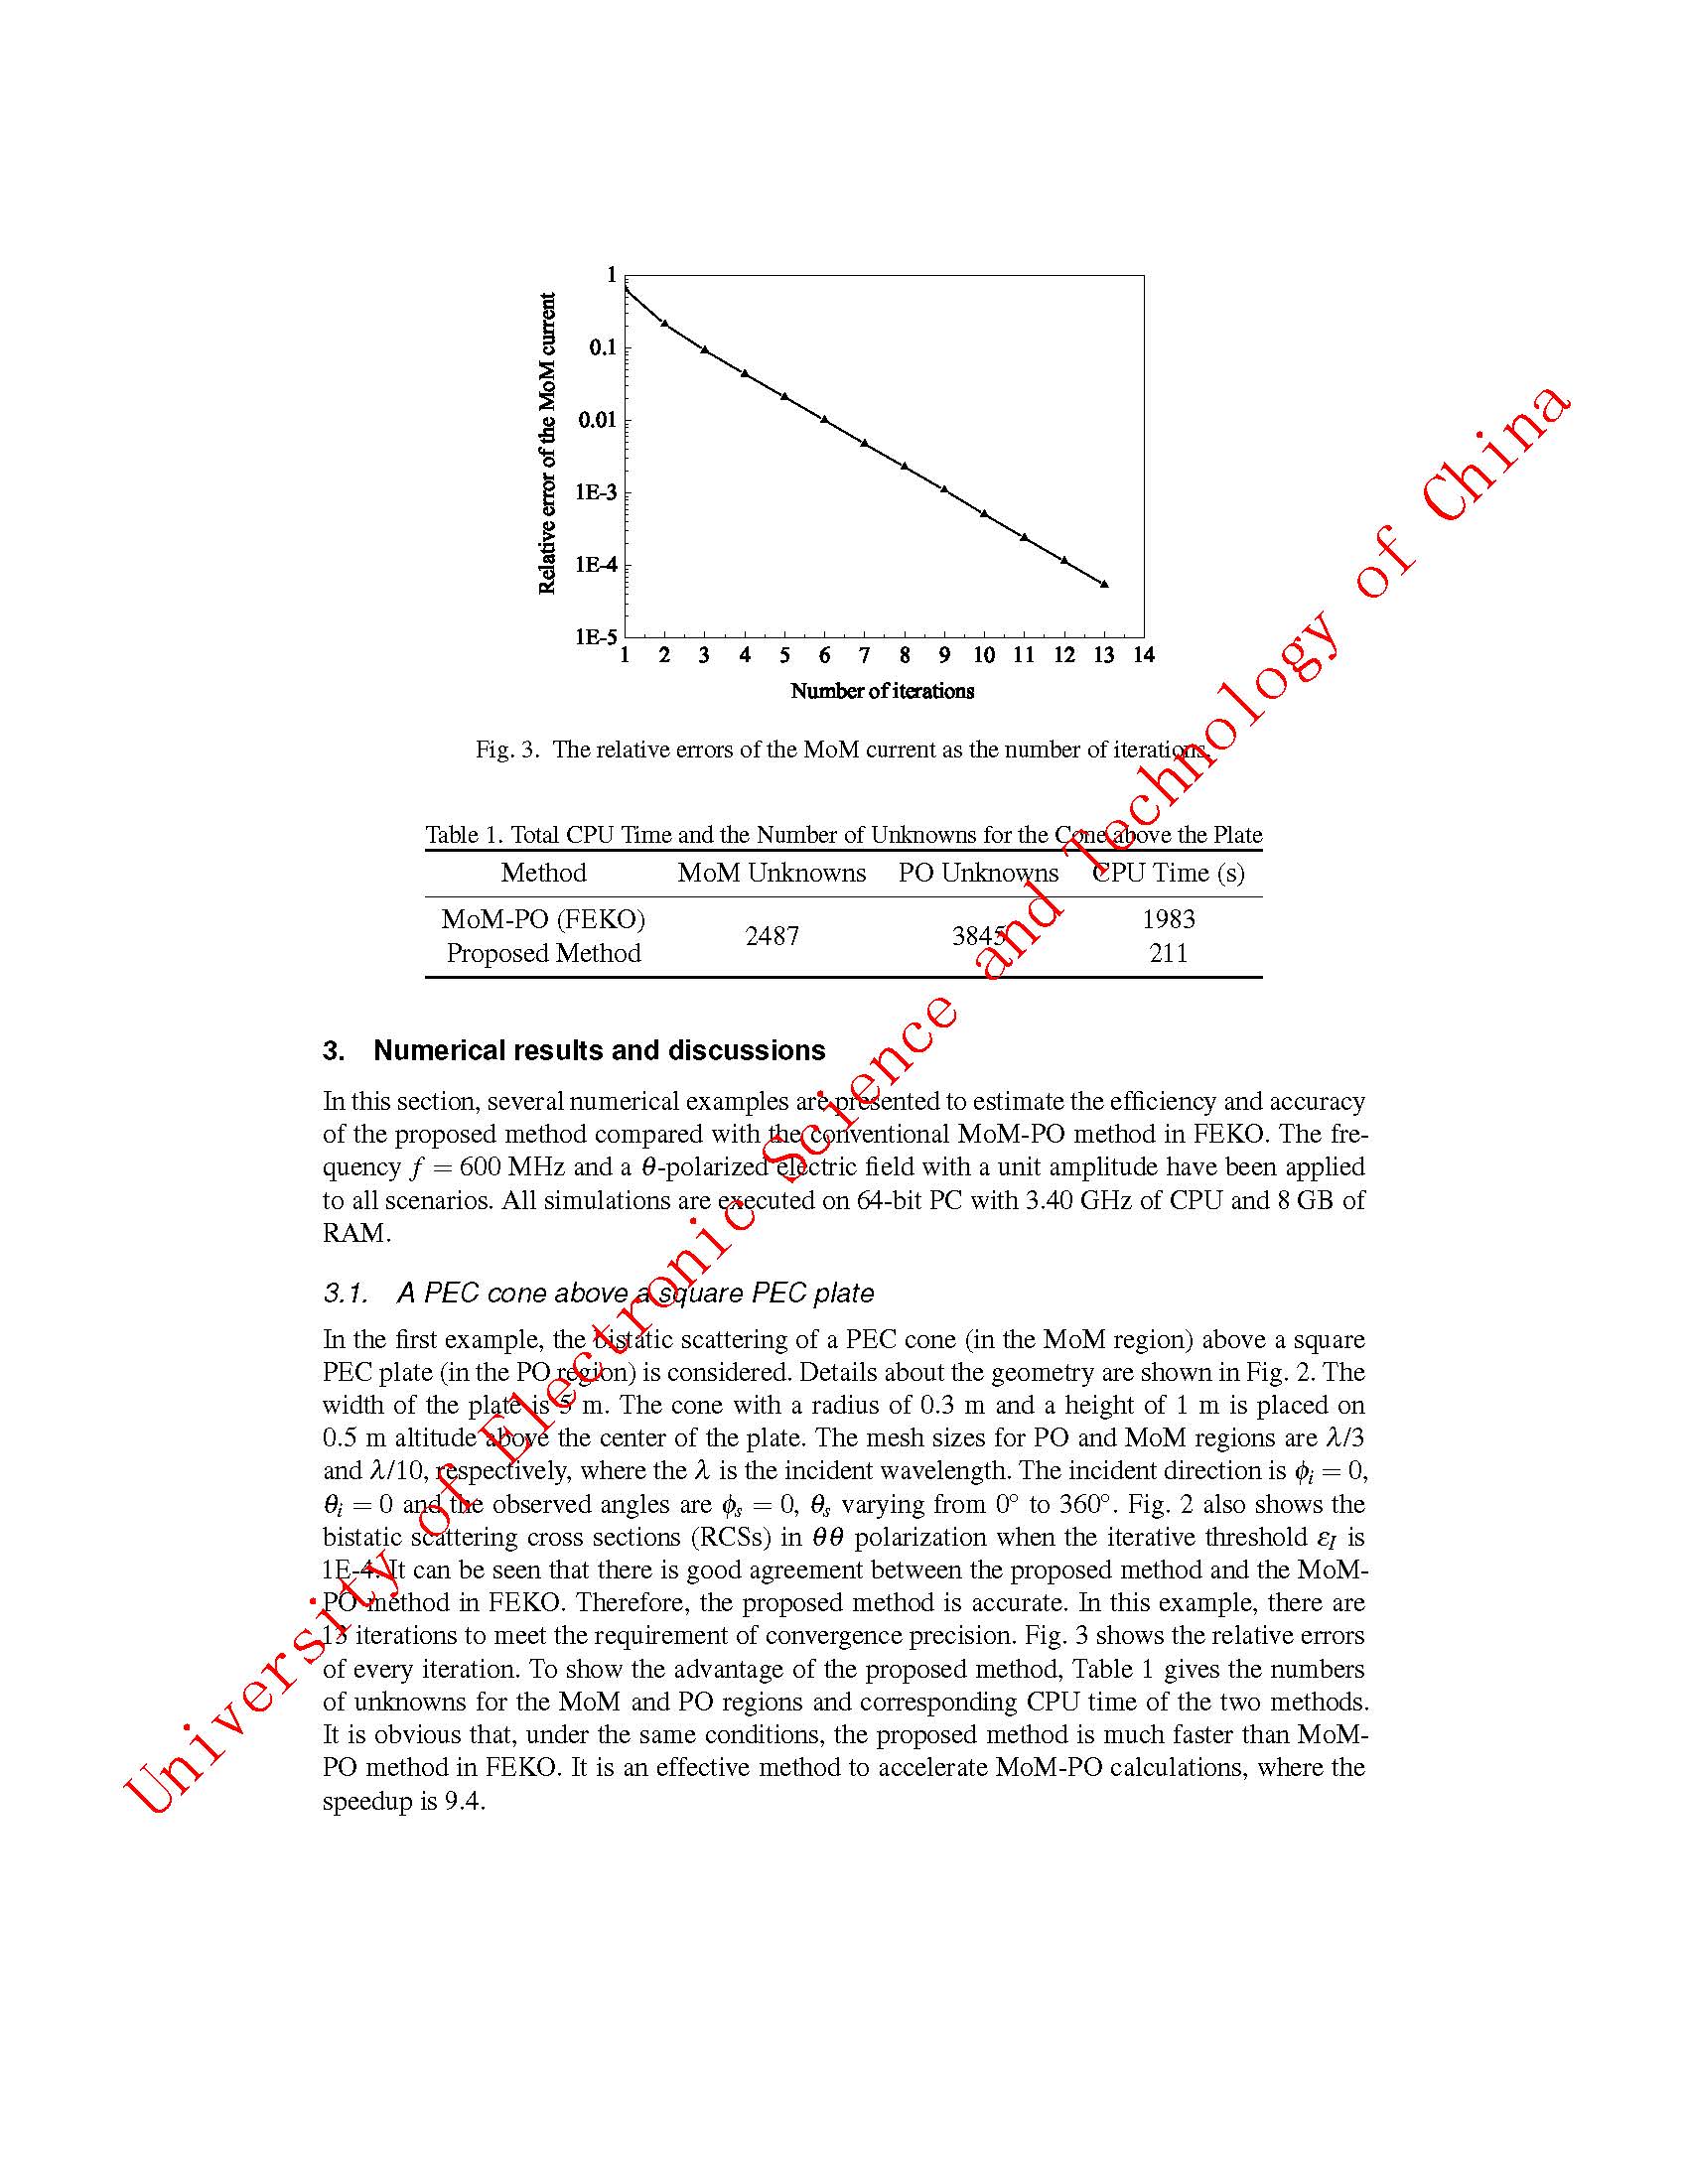 1
0.1
0.01
1E-3
1E-4
1E-5
Relative error of the MoM current
1 2 3 4 5 6 7 8 9 10 11 12 13 14
Number of iterations
Fig. 3. The relative errors of the MoM current as the number of iterations.
Table 1. Total CPU Time and the Number of Unknowns for the Cone above the Plate
Method MoM Unknowns PO Unknowns CPU Time (s)
MoM-PO (FEKO) 2487 3845 1983
Proposed Method 211
3. Numerical results and discussions
In this section, several numerical examples are presented to estimate the efficiency and accuracy
of the proposed method compared with the conventional MoM-PO method in FEKO. The fre-
quency f = 600 MHz and a θ-polarized electric field with a unit amplitude have been applied
to all scenarios. All simulations are executed on 64-bit PC with 3.40 GHz of CPU and 8 GB of
RAM.
3.1. A PEC cone above a square PEC plate
In the first example, the bistatic scattering of a PEC cone (in the MoM region) above a square
PEC plate (in the PO region) is considered. Details about the geometry are shown in Fig. 2. The
width of the plate is 5 m. The cone with a radius of 0.3 m and a height of 1 m is placed on
0.5 m altitude above the center of the plate. The mesh sizes for PO and MoM regions are λ/3
and λ/10, respectively, where the λ is the incident wavelength. The incident direction is ϕᵢ = 0,
θᵢ = 0 and the observed angles are ϕₛ = 0, θₛ varying from 0° to 360°. Fig. 2 also shows the
bistatic scattering cross sections (RCSs) in θθ polarization when the iterative threshold ε_I is
1E-4. It can be seen that there is good agreement between the proposed method and the MoM-
PO method in FEKO. Therefore, the proposed method is accurate. In this example, there are
13 iterations to meet the requirement of convergence precision. Fig. 3 shows the relative errors
of every iteration. To show the advantage of the proposed method, Table 1 gives the numbers
of unknowns for the MoM and PO regions and corresponding CPU time of the two methods.
It is obvious that, under the same conditions, the proposed method is much faster than MoM-
PO method in FEKO. It is an effective method to accelerate MoM-PO calculations, where the
speedup is 9.4.
University of Electronic Science and Technology of China